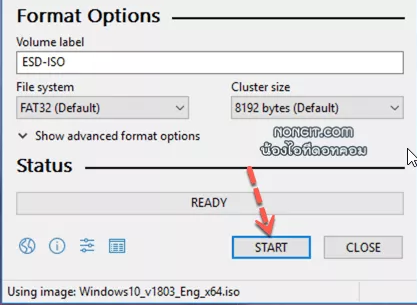 Format Options
Volume label
ESD-ISO
File system
Cluster size
FAT32 (Default)
8192 bytes (Default)
Show advanced format options
NONGIT.COM
น้องไอทีดอทคอม
Status
READY
START
CLOSE
Using image: Windows10_v1803_Eng_x64.iso